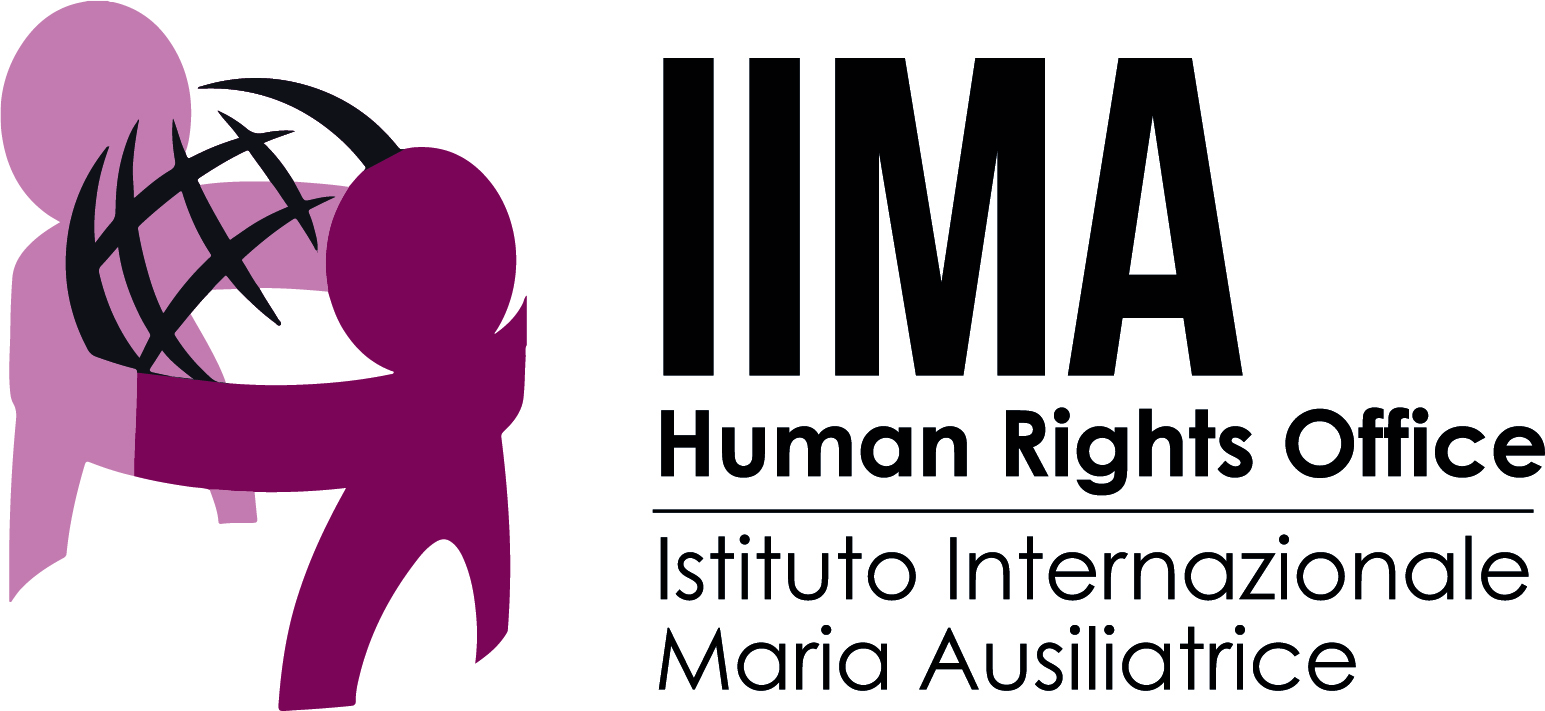 IIMA
Human Rights Office
Istituto Internazionale
Maria Ausiliatrice